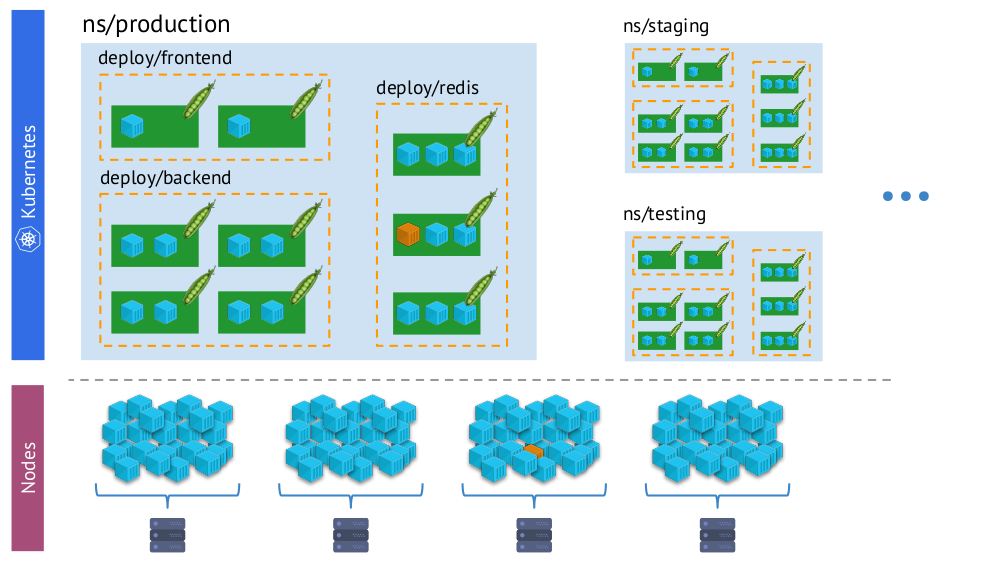 ns/production
deploy/frontend
deploy/redis
deploy/backend
ns/staging
ns/testing
Kubernetes
Nodes